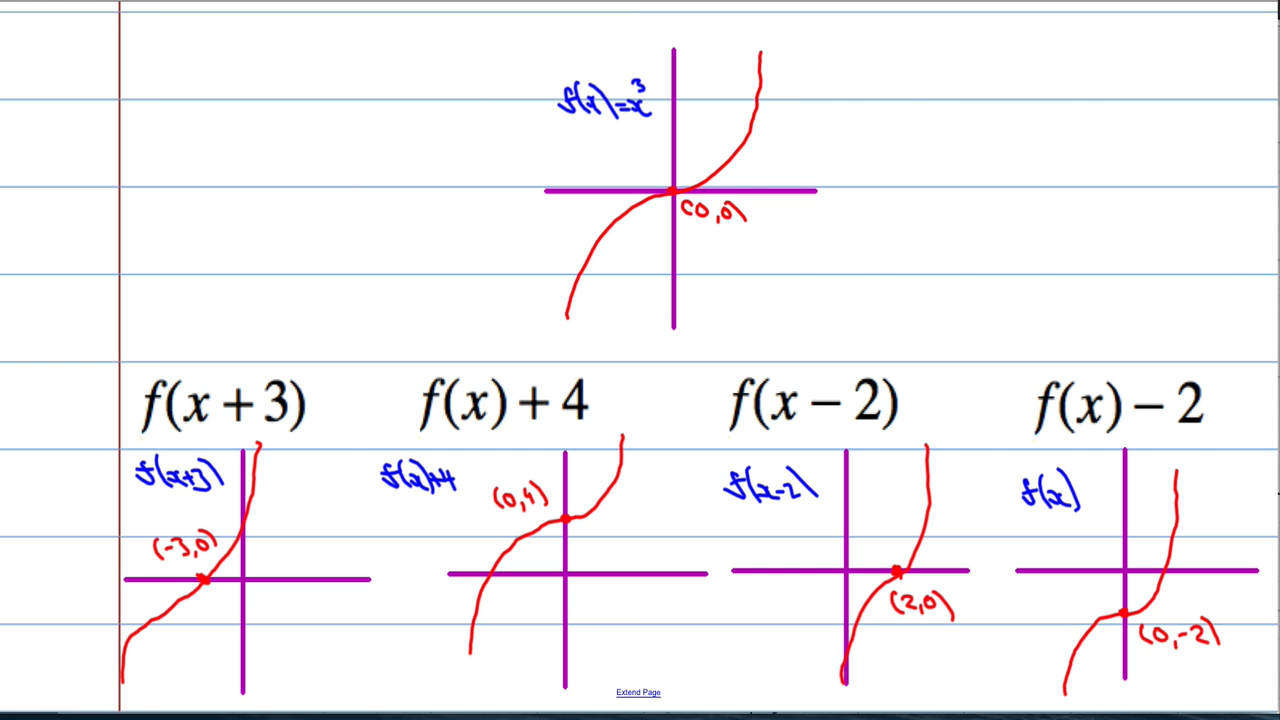 f(x)=x³
(0,0)
f(x+3)
f(x)+4
f(x−2)
f(x)−2
f(x+3)
(-3,0)
f(x)+4
(0,4)
f(x-2)
(2,0)
f(x)
(0,-2)
Extend Page